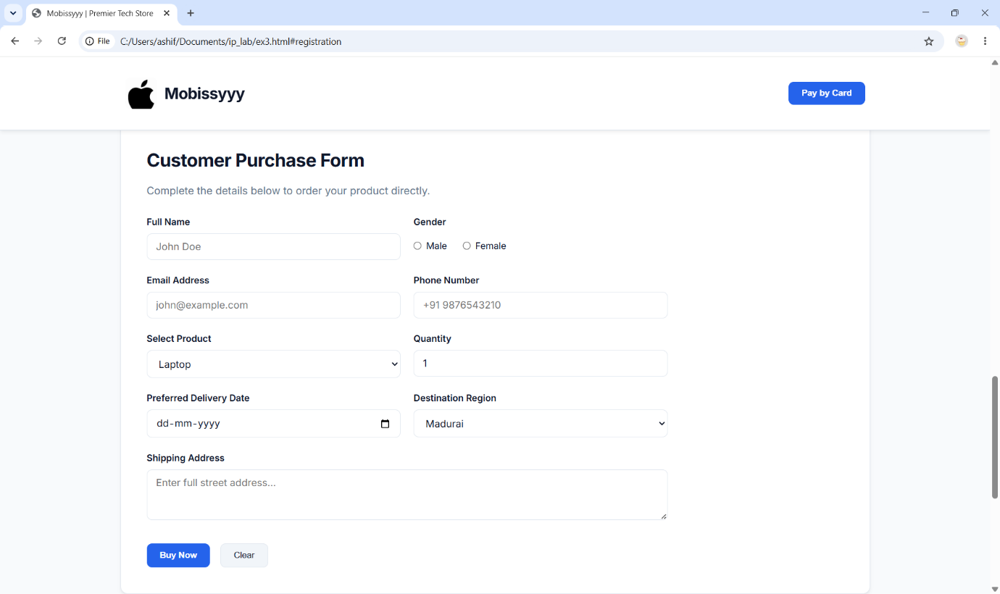 Mobissyyy | Premier Tech Store
File C:/Users/ashif/Documents/ip_lab/ex3.html#registration
Mobissyyy
Pay by Card
Customer Purchase Form
Complete the details below to order your product directly.
Full Name Gender
John Doe Male Female
Email Address Phone Number
john@example.com +91 9876543210
Select Product Quantity
Laptop 1
Preferred Delivery Date Destination Region
dd-mm-yyyy Madurai
Shipping Address
Enter full street address...
Buy Now Clear